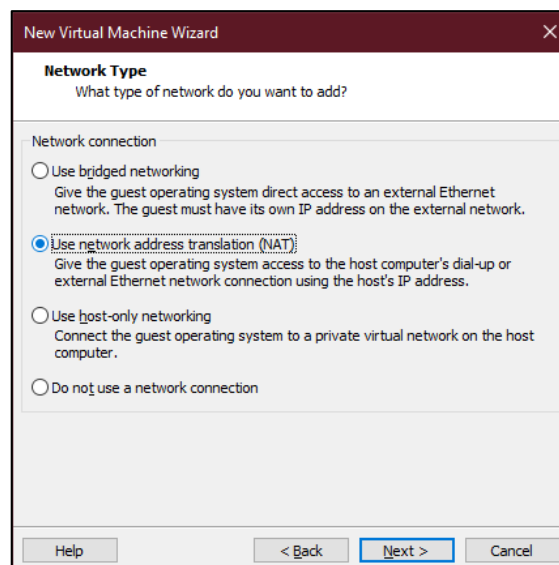 New Virtual Machine Wizard
Network Type
What type of network do you want to add?
Network connection
Use bridged networking
Give the guest operating system direct access to an external Ethernet
network. The guest must have its own IP address on the external network.
Use network address translation (NAT)
Give the guest operating system access to the host computer's dial-up or
external Ethernet network connection using the host's IP address.
Use host-only networking
Connect the guest operating system to a private virtual network on the host
computer.
Do not use a network connection
Help
< Back
Next >
Cancel